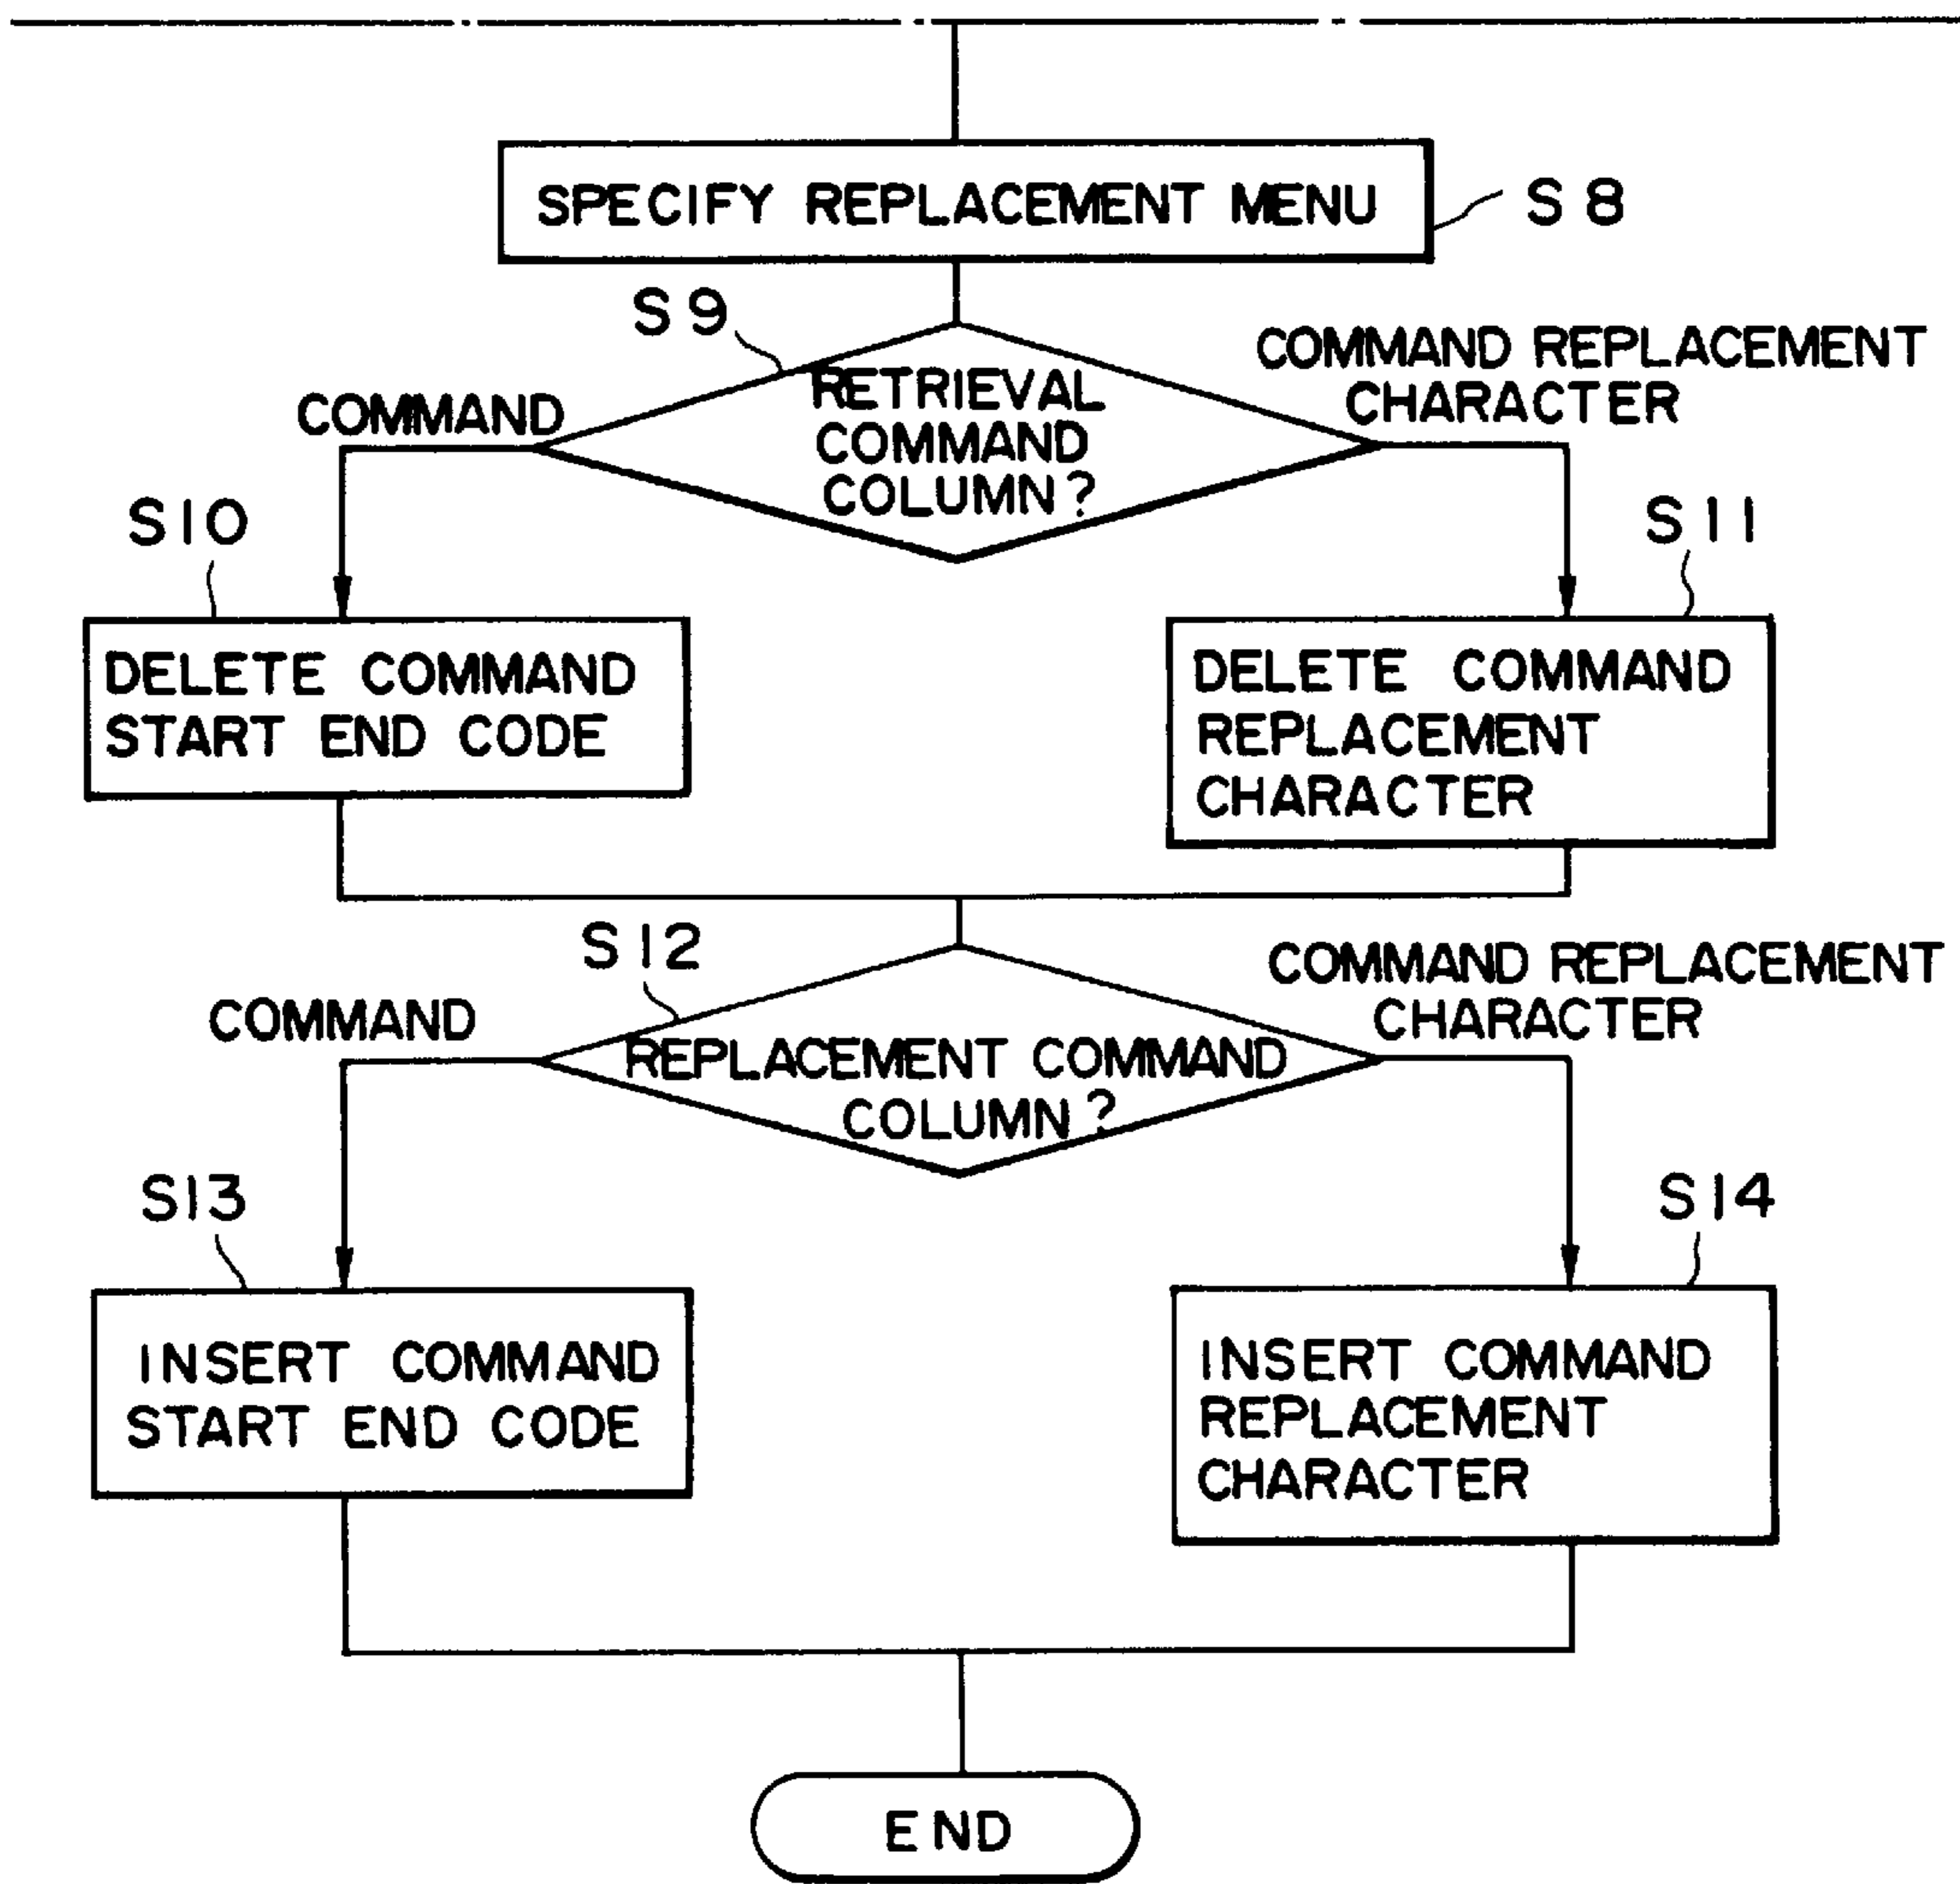 SPECIFY REPLACEMENT MENU
S8
S9
RETRIEVAL
COMMAND
COLUMN?
COMMAND
COMMAND REPLACEMENT
CHARACTER
S10
DELETE COMMAND
START END CODE
S11
DELETE COMMAND
REPLACEMENT
CHARACTER
S12
REPLACEMENT COMMAND
COLUMN?
COMMAND
COMMAND REPLACEMENT
CHARACTER
S13
INSERT COMMAND
START END CODE
S14
INSERT COMMAND
REPLACEMENT
CHARACTER
END